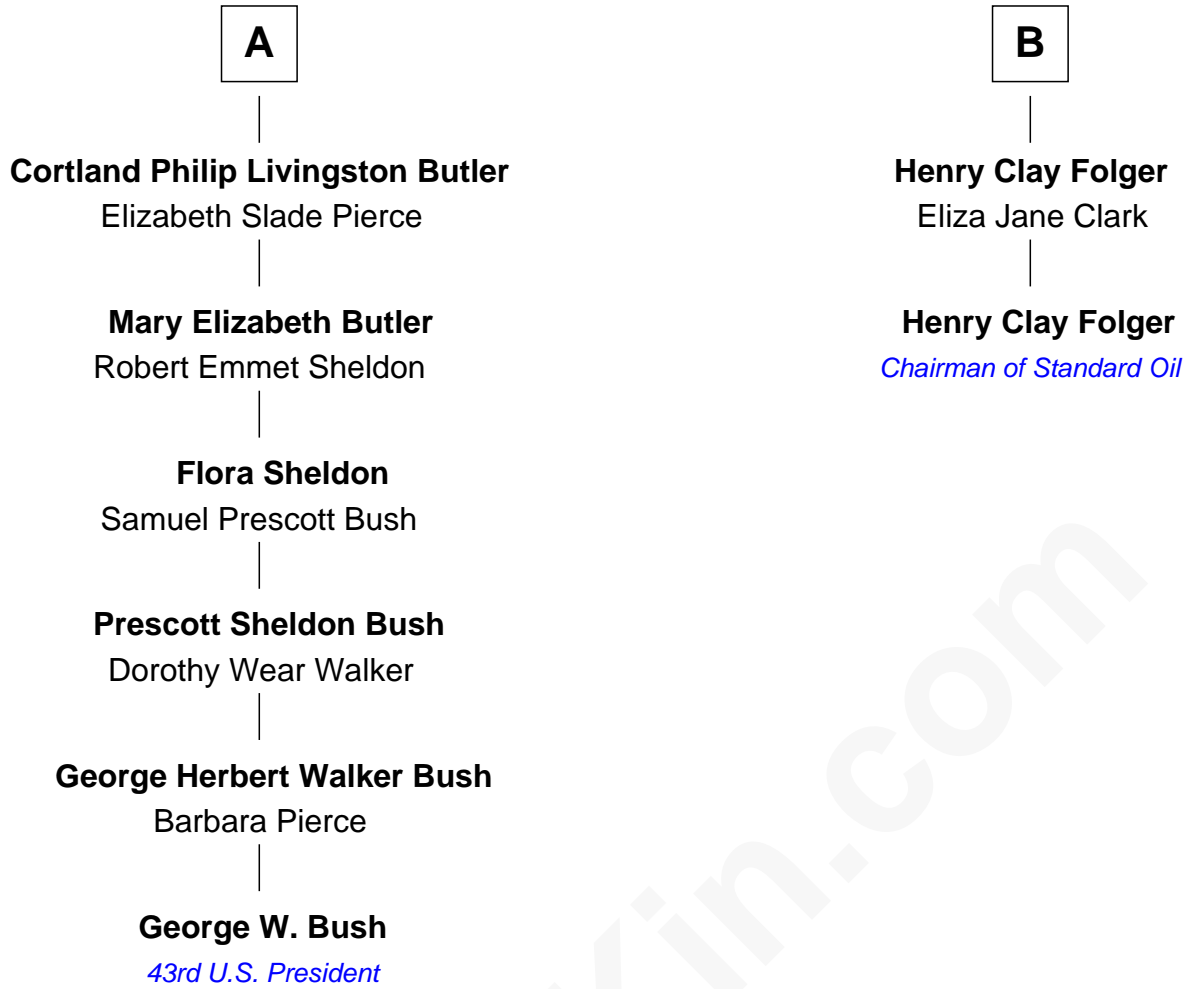 A
Cortland Philip Livingston Butler
Elizabeth Slade Pierce
Mary Elizabeth Butler
Robert Emmet Sheldon
Flora Sheldon
Samuel Prescott Bush
Prescott Sheldon Bush
Dorothy Wear Walker
George Herbert Walker Bush
Barbara Pierce
George W. Bush
43rd U.S. President
B
Henry Clay Folger
Eliza Jane Clark
Henry Clay Folger
Chairman of Standard Oil
Kin.com